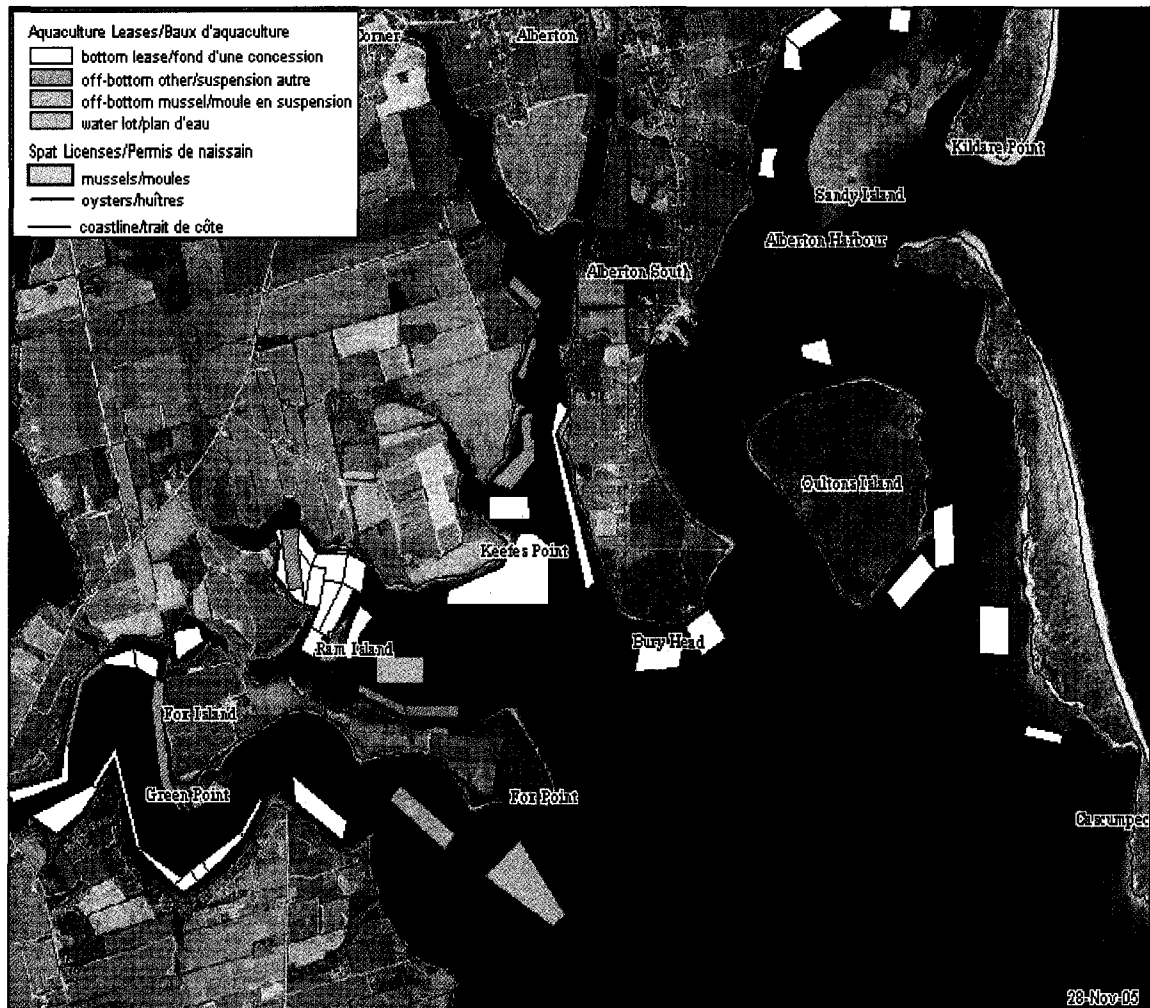 Aquaculture Leases/Baux d'aquaculture
bottom lease/fond d'une concession
off-bottom other/suspension autre
off-bottom mussel/moule en suspension
water lot/plan d'eau
Spat Licenses/Permis de naissain
mussels/moules
oysters/huîtres
coastline/trait de côte
Corner
Alberton
Kildare Point
Sandy Island
Alberton Harbour
Alberton South
Oultons Island
Keefes Point
Bury Head
Ram Island
Fox Island
Green Point
Fox Point
Cascumpec
28-Nov-05